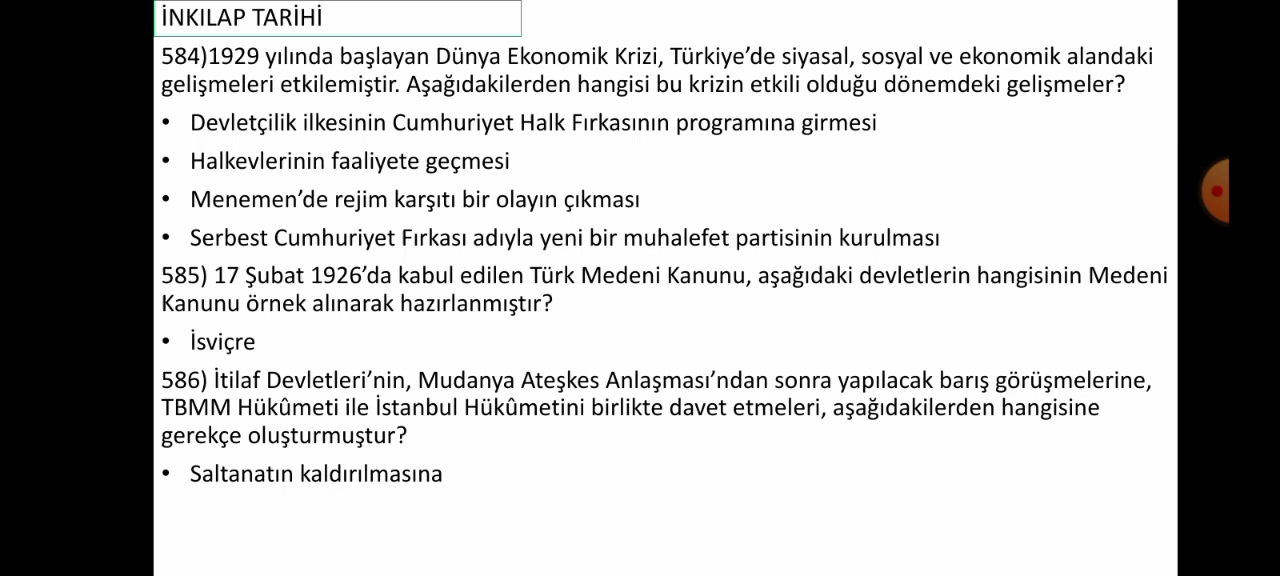 İNKILAP TARİHİ
584)1929 yılında başlayan Dünya Ekonomik Krizi, Türkiye’de siyasal, sosyal ve ekonomik alandaki
gelişmeleri etkilemiştir. Aşağıdakilerden hangisi bu krizin etkili olduğu dönemdeki gelişmeler?
• Devletçilik ilkesinin Cumhuriyet Halk Fırkasının programına girmesi
• Halkevlerinin faaliyete geçmesi
• Menemen’de rejim karşıtı bir olayın çıkması
• Serbest Cumhuriyet Fırkası adıyla yeni bir muhalefet partisinin kurulması
585) 17 Şubat 1926’da kabul edilen Türk Medeni Kanunu, aşağıdaki devletlerin hangisinin Medeni
Kanunu örnek alınarak hazırlanmıştır?
• İsviçre
586) İtilaf Devletleri’nin, Mudanya Ateşkes Anlaşması’ndan sonra yapılacak barış görüşmelerine,
TBMM Hükûmeti ile İstanbul Hükûmetini birlikte davet etmeleri, aşağıdakilerden hangisine
gerekçe oluşturmuştur?
• Saltanatın kaldırılmasına